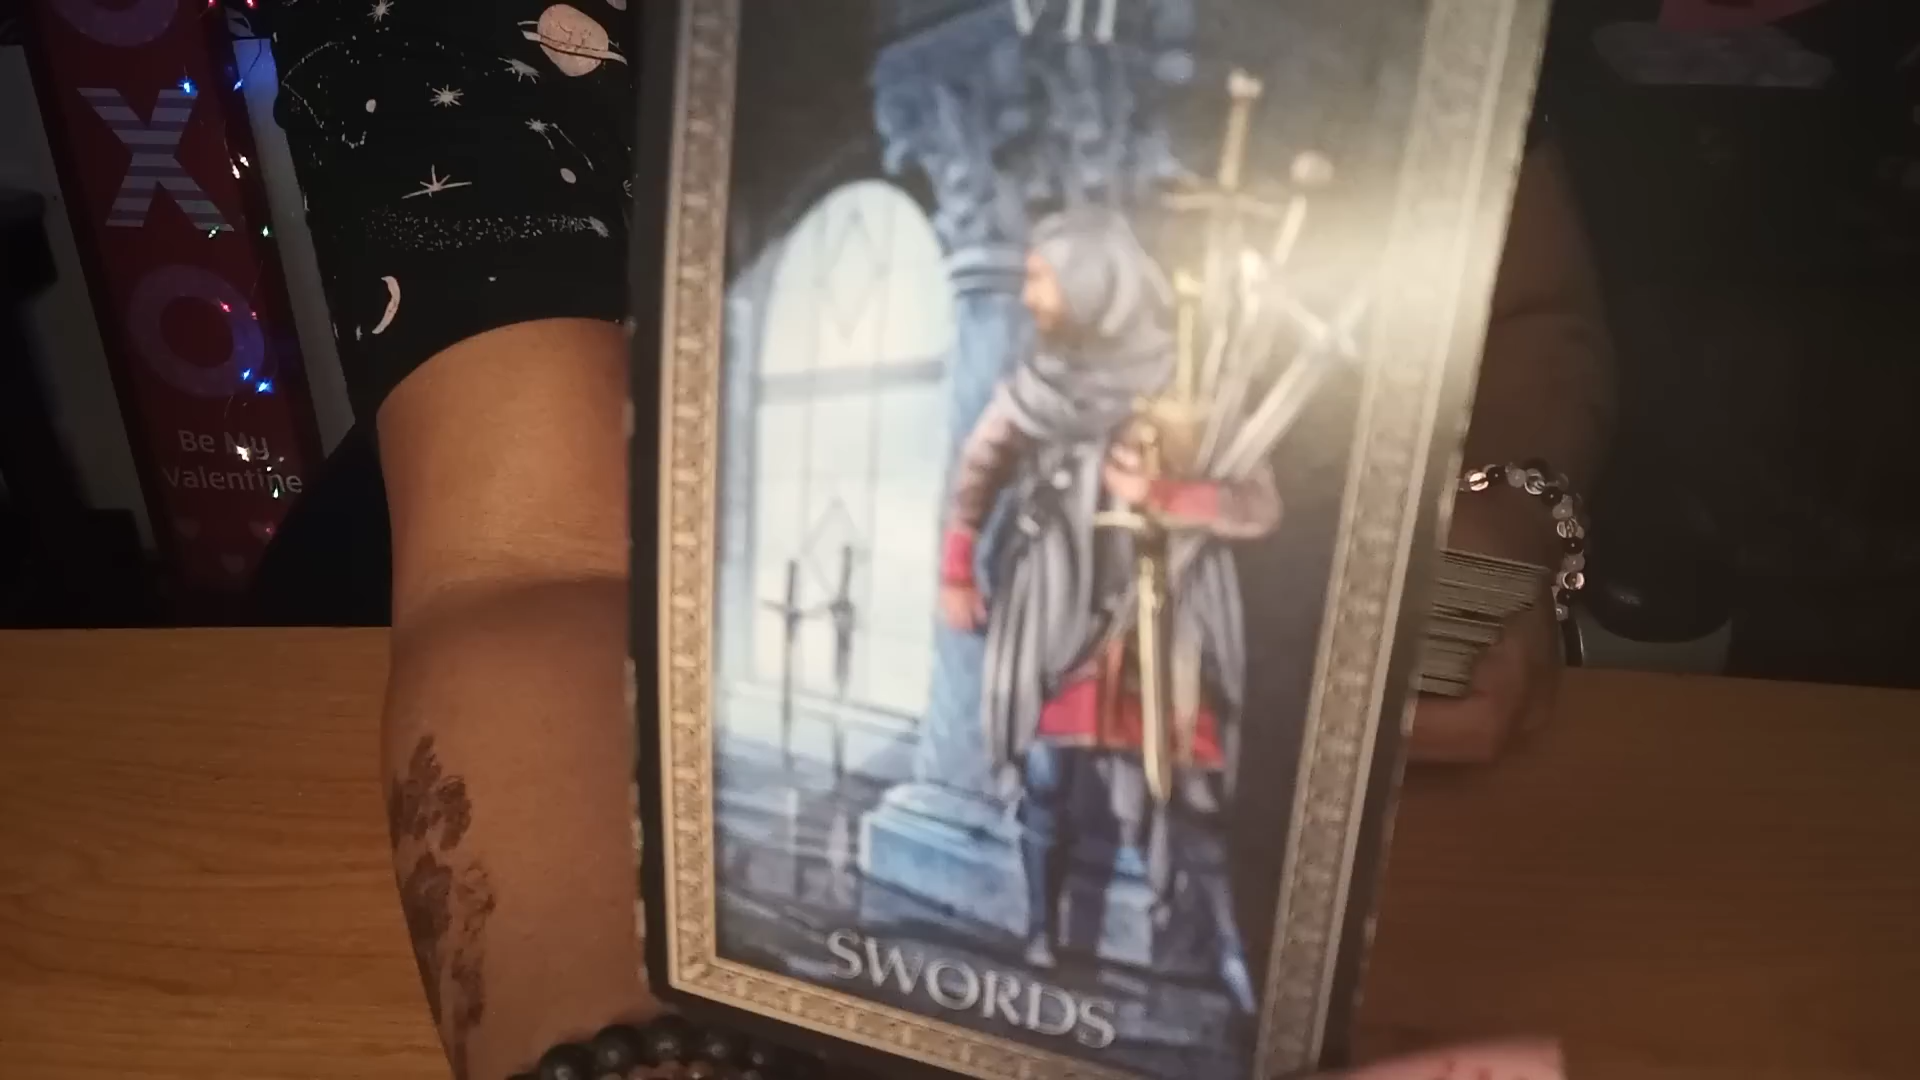 VII
O
X
O
Be My
Valentine
SWORDS